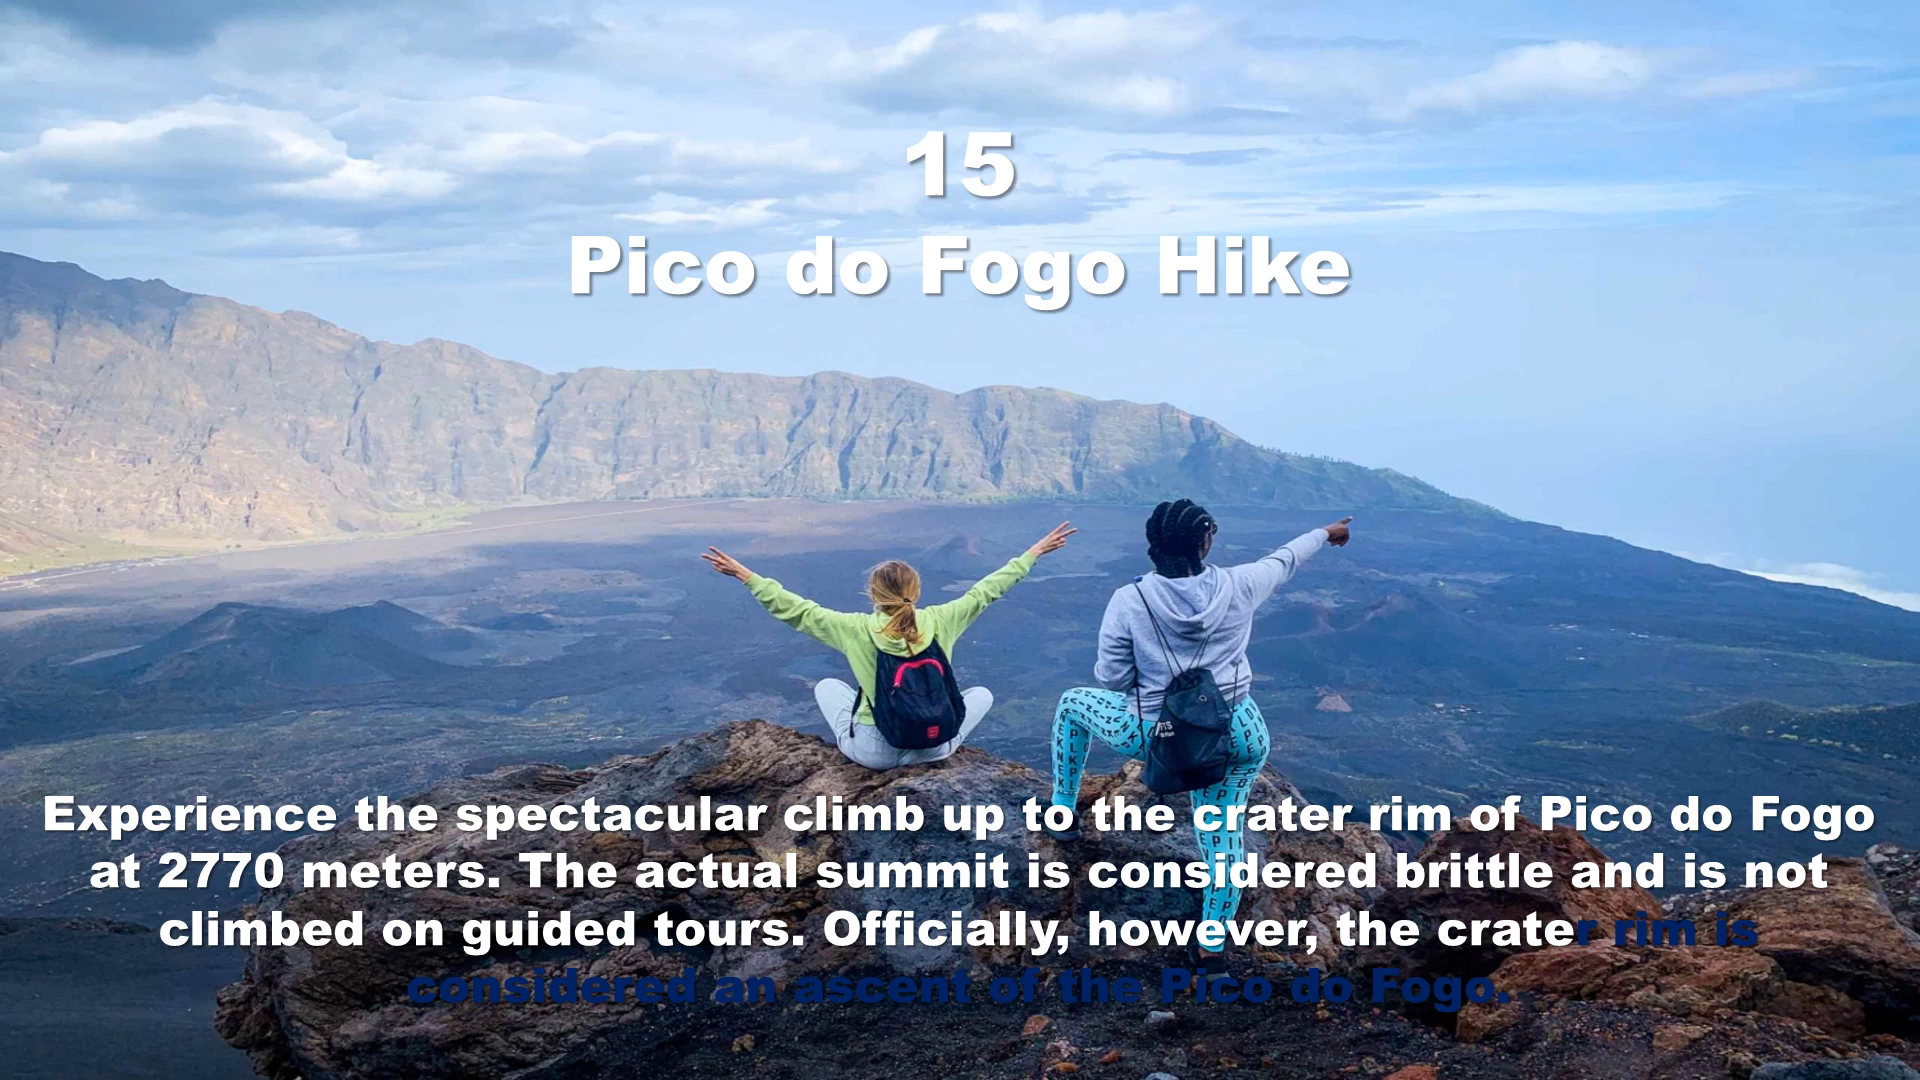 15
Pico do Fogo Hike
Experience the spectacular climb up to the crater rim of Pico do Fogo
at 2770 meters. The actual summit is considered brittle and is not
climbed on guided tours. Officially, however, the crater rim is
considered an ascent of the Pico do Fogo.